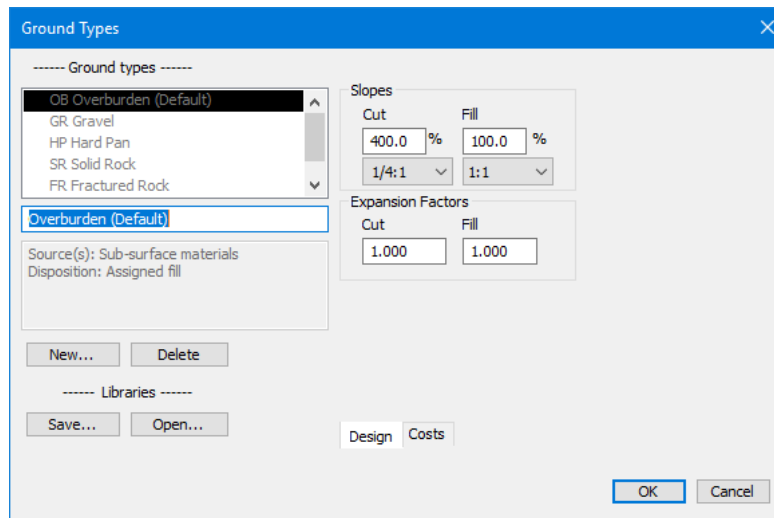 Ground Types
------ Ground types ------
OB Overburden (Default)
GR Gravel
HP Hard Pan
SR Solid Rock
FR Fractured Rock
Overburden (Default)
Source(s): Sub-surface materials
Disposition: Assigned fill
New... Delete
------ Libraries ------
Save... Open...
Slopes
Cut Fill
400.0 % 100.0 %
1/4:1 1:1
Expansion Factors
Cut Fill
1.000 1.000
Design Costs
OK Cancel